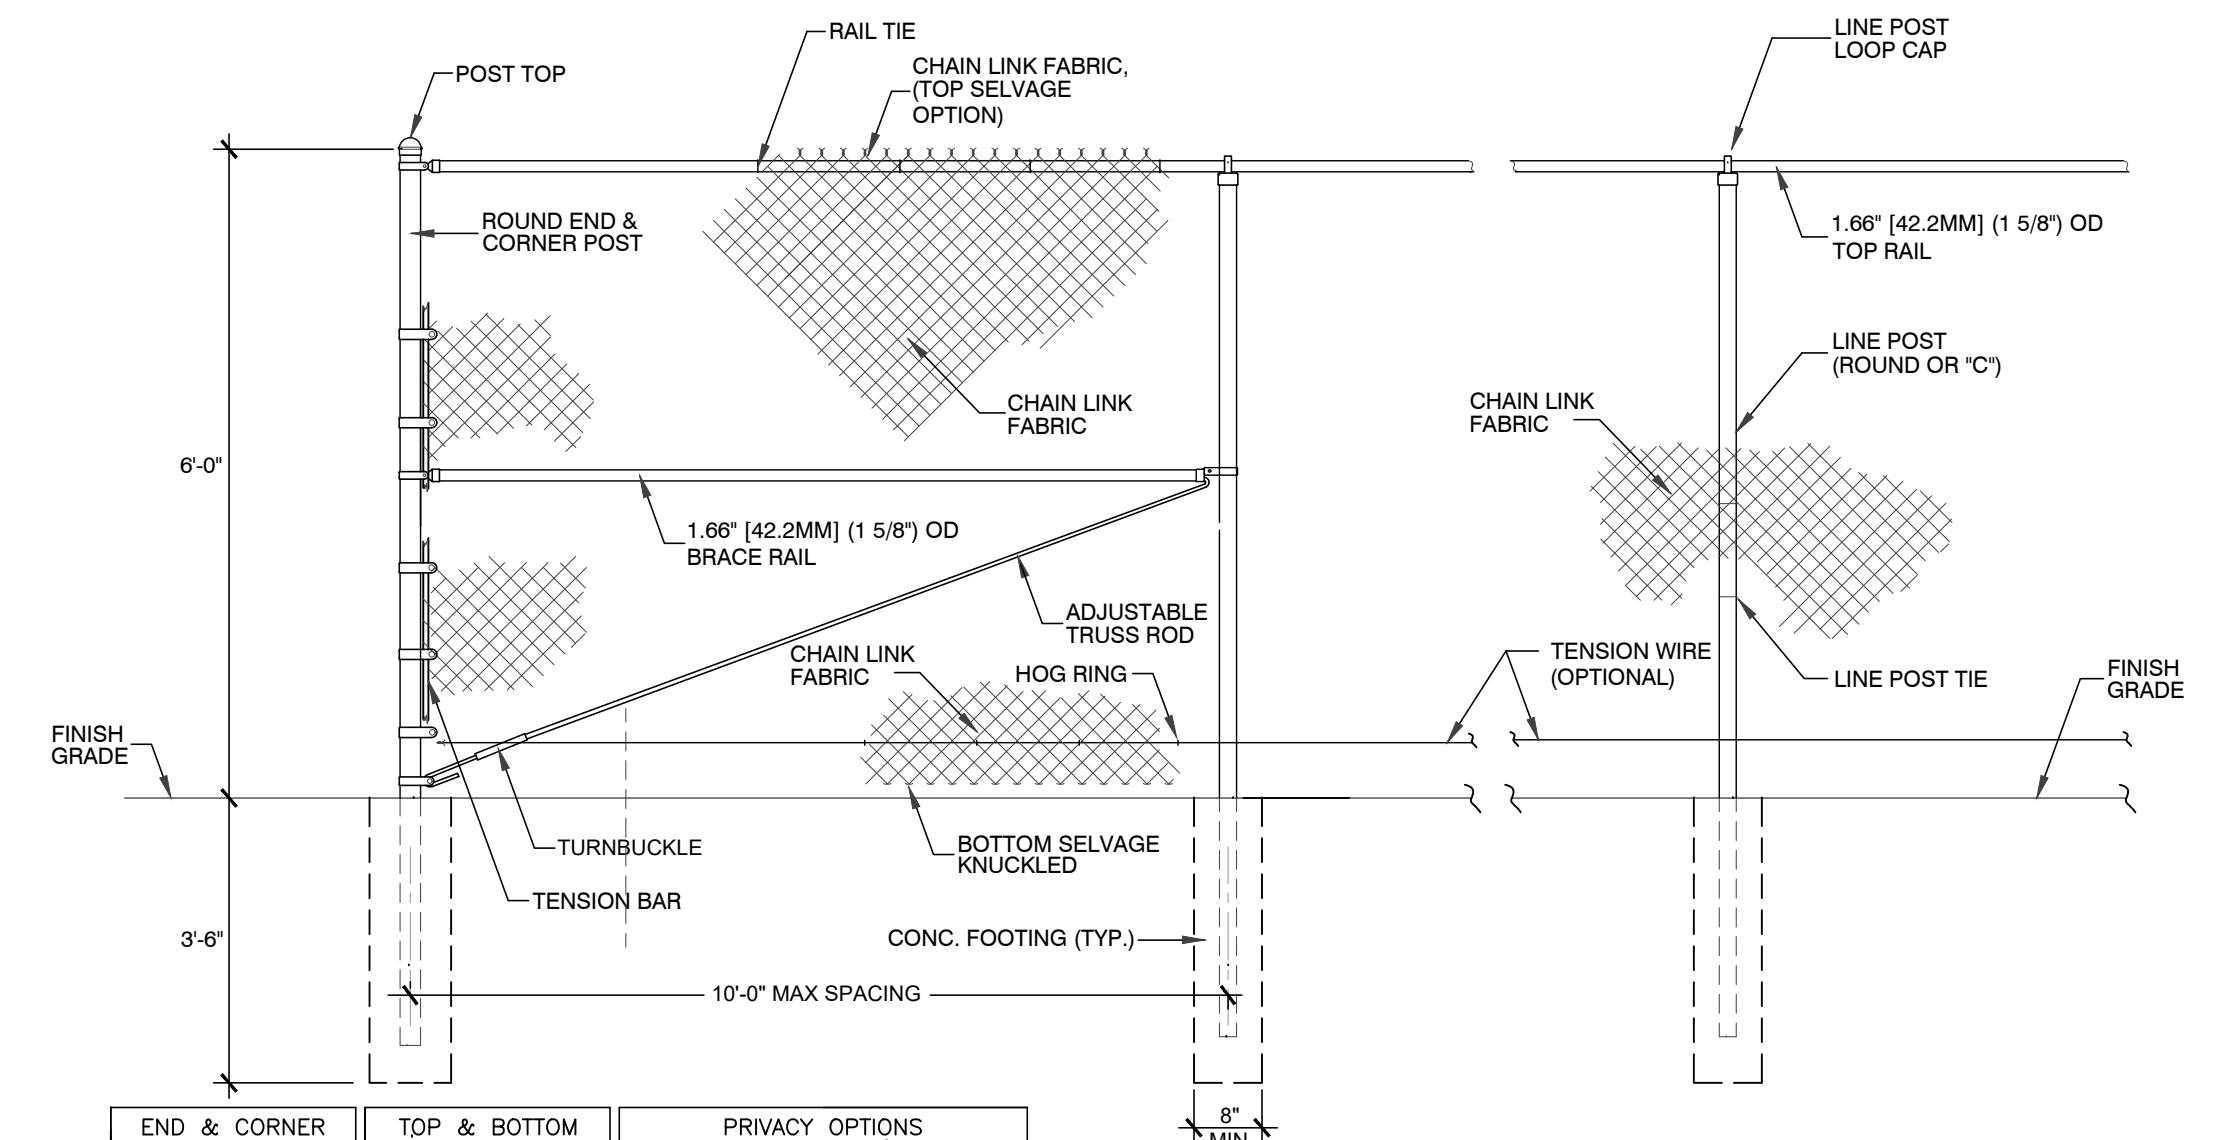 RAIL TIE
LINE POST
LOOP CAP
POST TOP
CHAIN LINK FABRIC,
(TOP SELVAGE
OPTION)
ROUND END &
CORNER POST
1.66" [42.2MM] (1 5/8") OD
TOP RAIL
LINE POST
(ROUND OR "C")
CHAIN LINK
FABRIC
CHAIN LINK
FABRIC
6'-0"
1.66" [42.2MM] (1 5/8") OD
BRACE RAIL
ADJUSTABLE
TRUSS ROD
CHAIN LINK
FABRIC
HOG RING
TENSION WIRE
(OPTIONAL)
LINE POST TIE
FINISH
GRADE
FINISH
GRADE
TURNBUCKLE
BOTTOM SELVAGE
KNUCKLED
TENSION BAR
3'-6"
CONC. FOOTING (TYP.)
10'-0" MAX SPACING
8"
MIN
END & CORNER
TOP & BOTTOM
PRIVACY OPTIONS